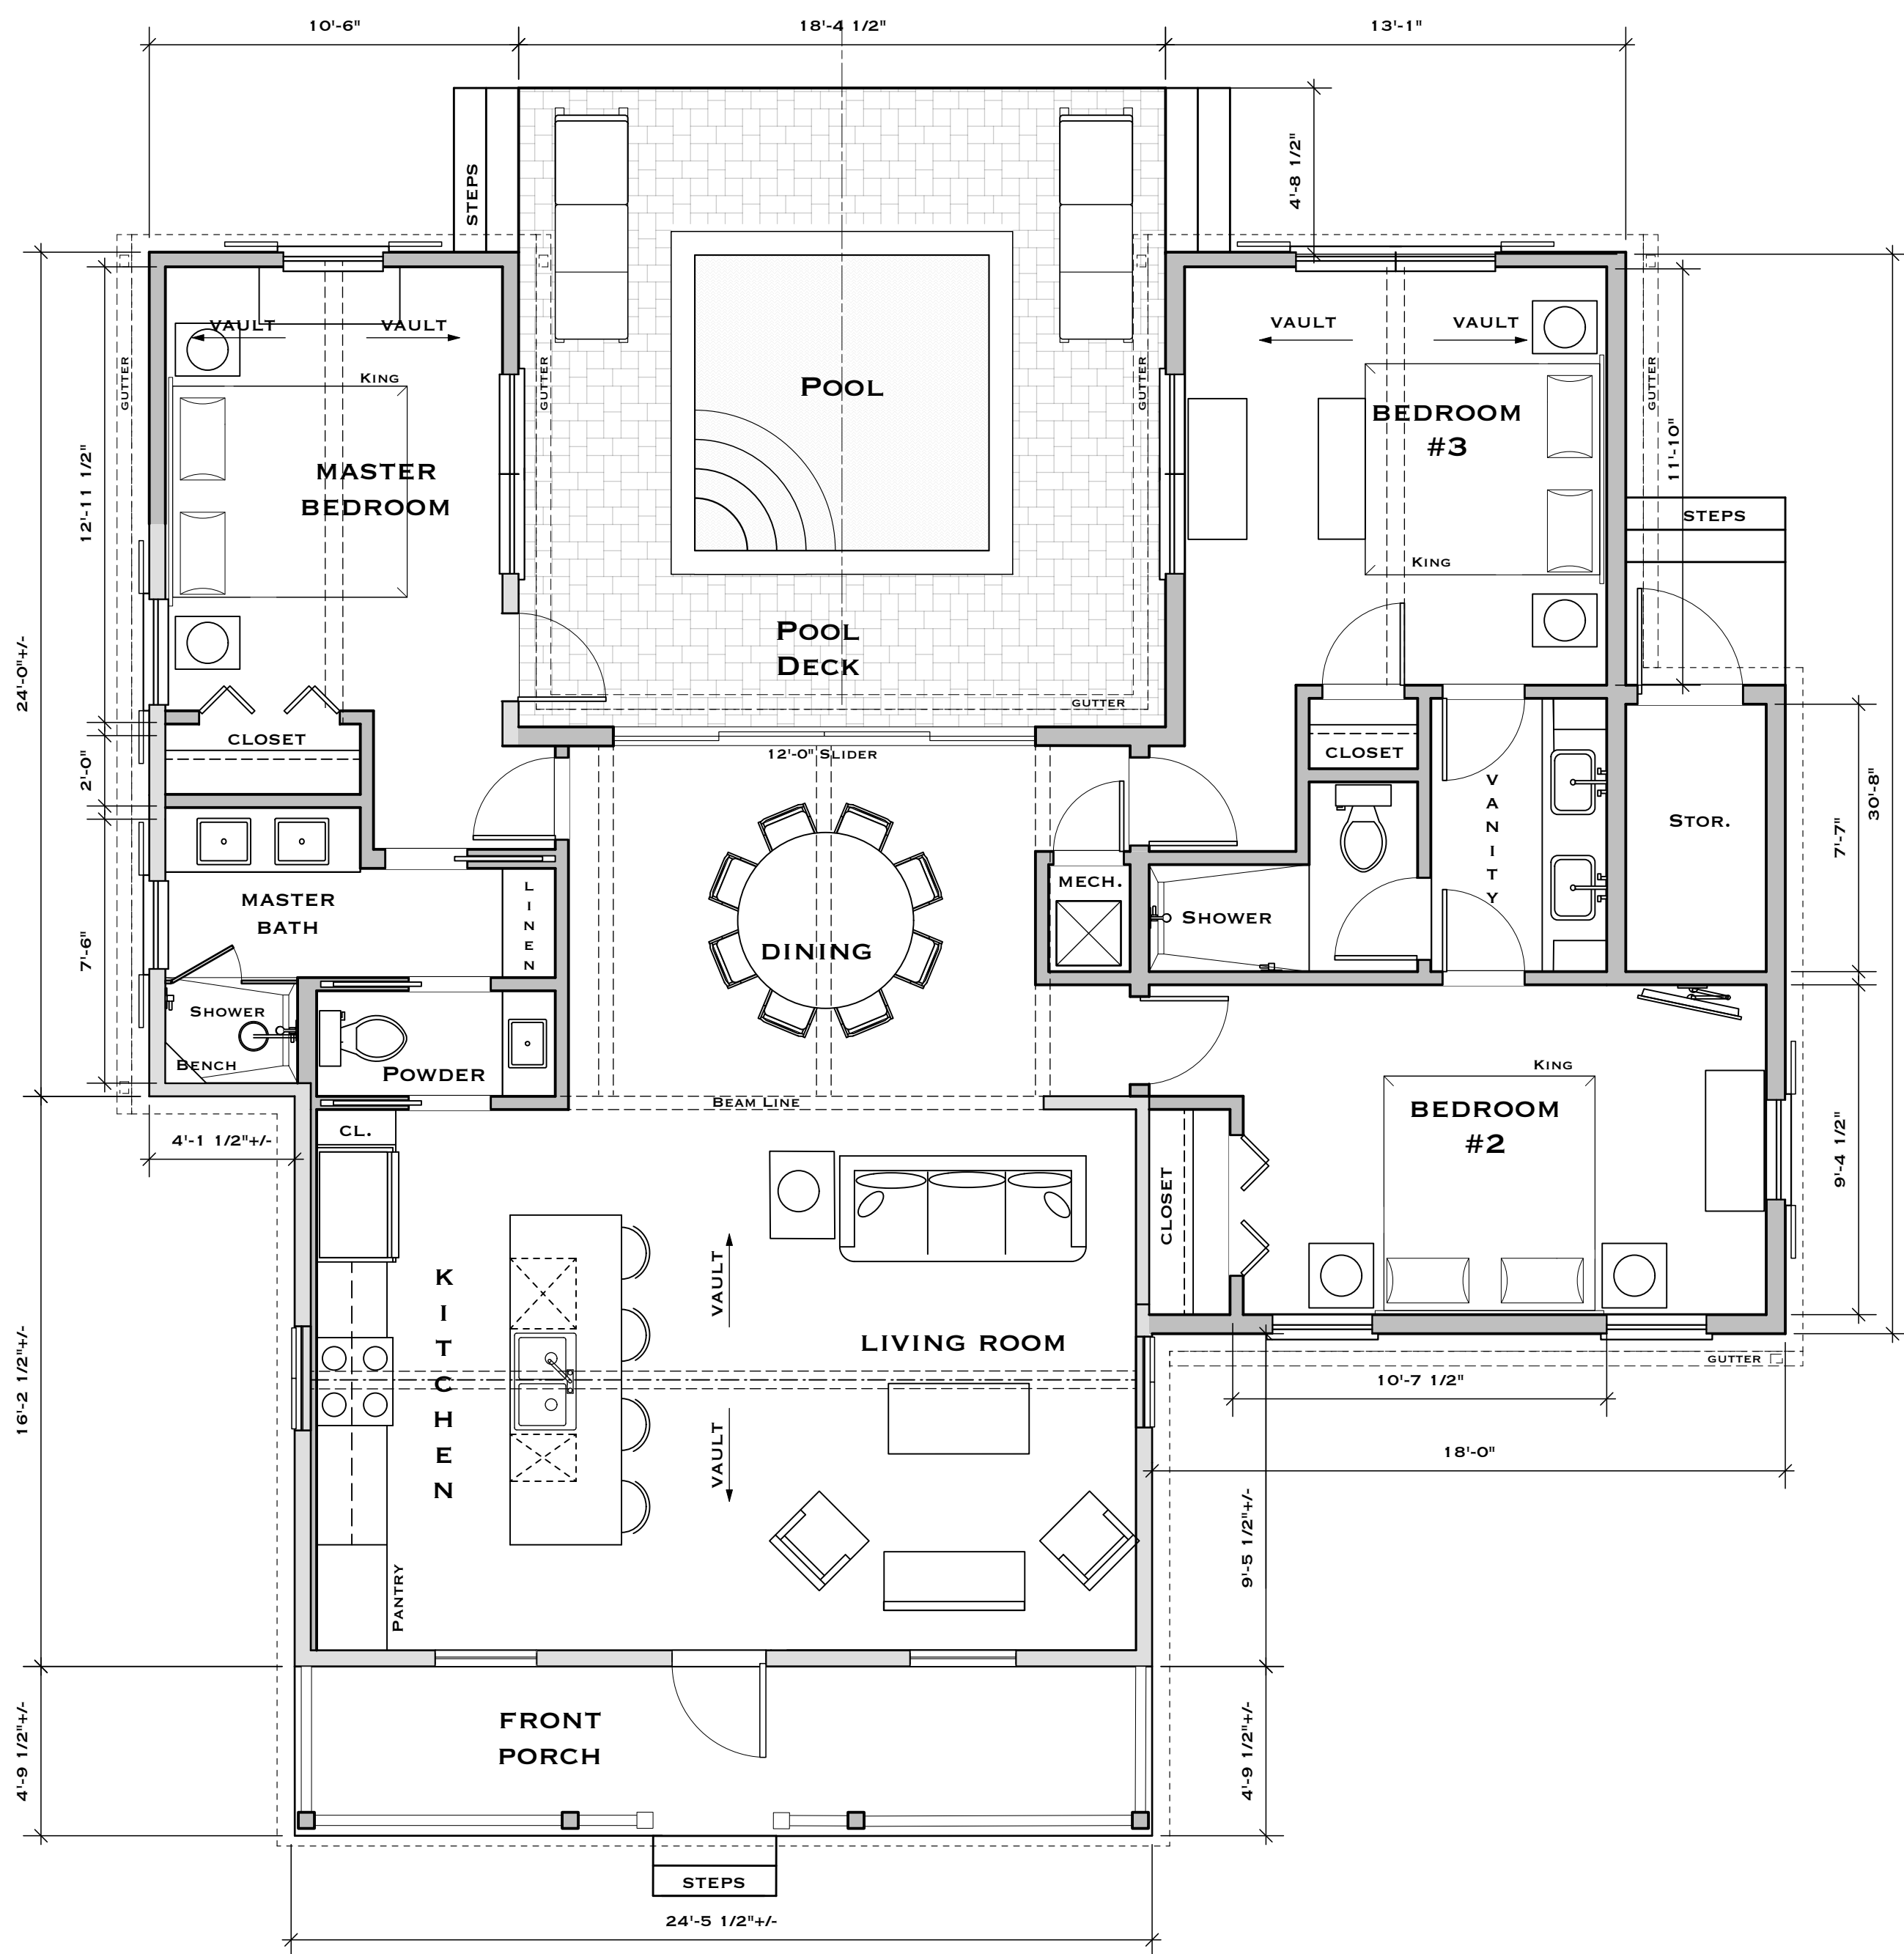 10'-6"
18'-4 1/2"
13'-1"
STEPS
4'-8 1/2"
VAULT
VAULT
VAULT
VAULT
GUTTER
GUTTER
GUTTER
GUTTER
King
POOL
BEDROOM
#3
MASTER
BEDROOM
12'-11 1/2"
11'-10"
STEPS
King
24'-0"+/-
POOL
DECK
GUTTER
CLOSET
12'-0" SLIDER
CLOSET
2'-0"
VANITY
STOR.
7'-7"
30'-8"
MASTER
BATH
LINEN
MECH.
SHOWER
DINING
7'-6"
SHOWER
BENCH
POWDER
King
BEAM LINE
BEDROOM
#2
CL.
4'-1 1/2"+/-
9'-4 1/2"
CLOSET
KITCHEN
VAULT
LIVING ROOM
GUTTER
16'-2 1/2"+/-
10'-7 1/2"
VAULT
18'-0"
9'-5 1/2"+/-
PANTRY
FRONT
PORCH
4'-9 1/2"+/-
4'-9 1/2"+/-
STEPS
24'-5 1/2"+/-